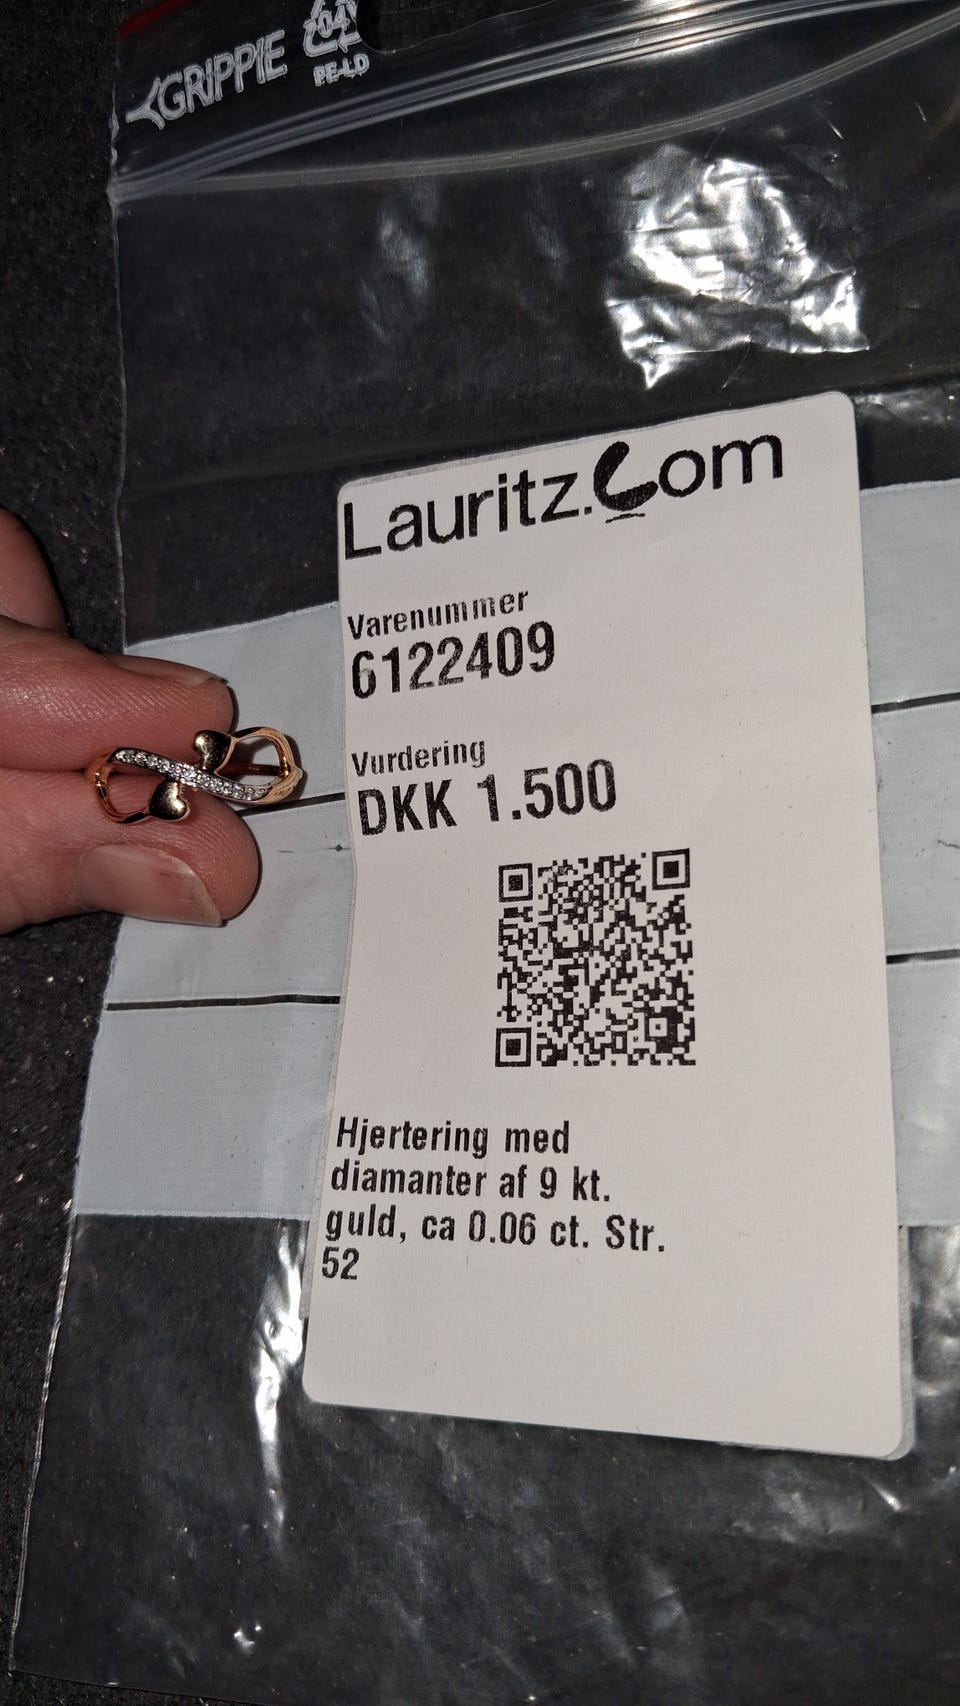 GRIPPIE
04
PE-LD
Lauritz.Com
Varenummer
6122409
Vurdering
DKK 1.500
Hjertering med
diamanter af 9 kt.
guld, ca 0.06 ct. Str.
52